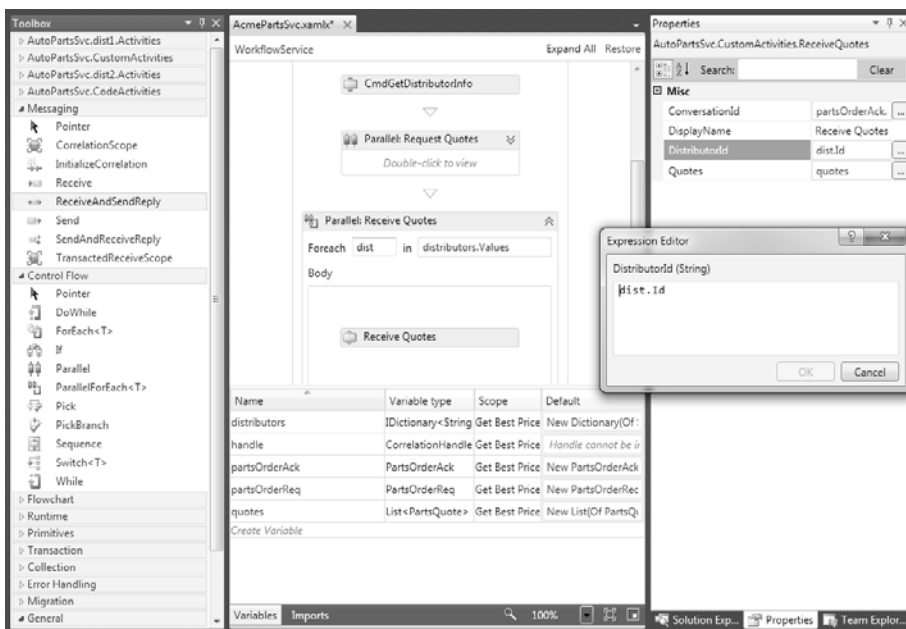 Toolbox
AutoPartsSvc.dist1.Activities
AutoPartsSvc.CustomActivities
AutoPartsSvc.dist2.Activities
AutoPartsSvc.CodeActivities
Messaging
Pointer
CorrelationScope
InitializeCorrelation
Receive
ReceiveAndSendReply
Send
SendAndReceiveReply
TransactedReceiveScope
Control Flow
Pointer
DoWhile
ForEach<T>
If
Parallel
ParallelForEach<T>
Pick
PickBranch
Sequence
Switch<T>
While
Flowchart
Runtime
Primitives
Transaction
Collection
Error Handling
Migration
General
AcmePartsSvc.xamlx*
WorkflowService Expand All Restore
CmdGetDistributorInfo
Parallel: Request Quotes
Double-click to view
Parallel: Receive Quotes
Foreach dist in distributors.Values
Body
Receive Quotes
Name Variable type Scope Default
distributors IDictionary<String Get Best Price New Dictionary(Of
handle CorrelationHandle Get Best Price Handle cannot be
partsOrderAck PartsOrderAck Get Best Price New PartsOrderAck
partsOrderReq PartsOrderReq Get Best Price New PartsOrderRec
quotes List<PartsQuote> Get Best Price New List(Of PartsQu
Create Variable
Variables Imports 100%
Properties
AutoPartsSvc.CustomActivities.ReceiveQuotes
Search: Clear
Misc
ConversationId partsOrderAck. ...
DisplayName Receive Quotes
DistributorId dist.Id ...
Quotes quotes ...
Expression Editor
DistributorId (String)
dist.Id
OK Cancel
Solution Exp... Properties Team Explor...